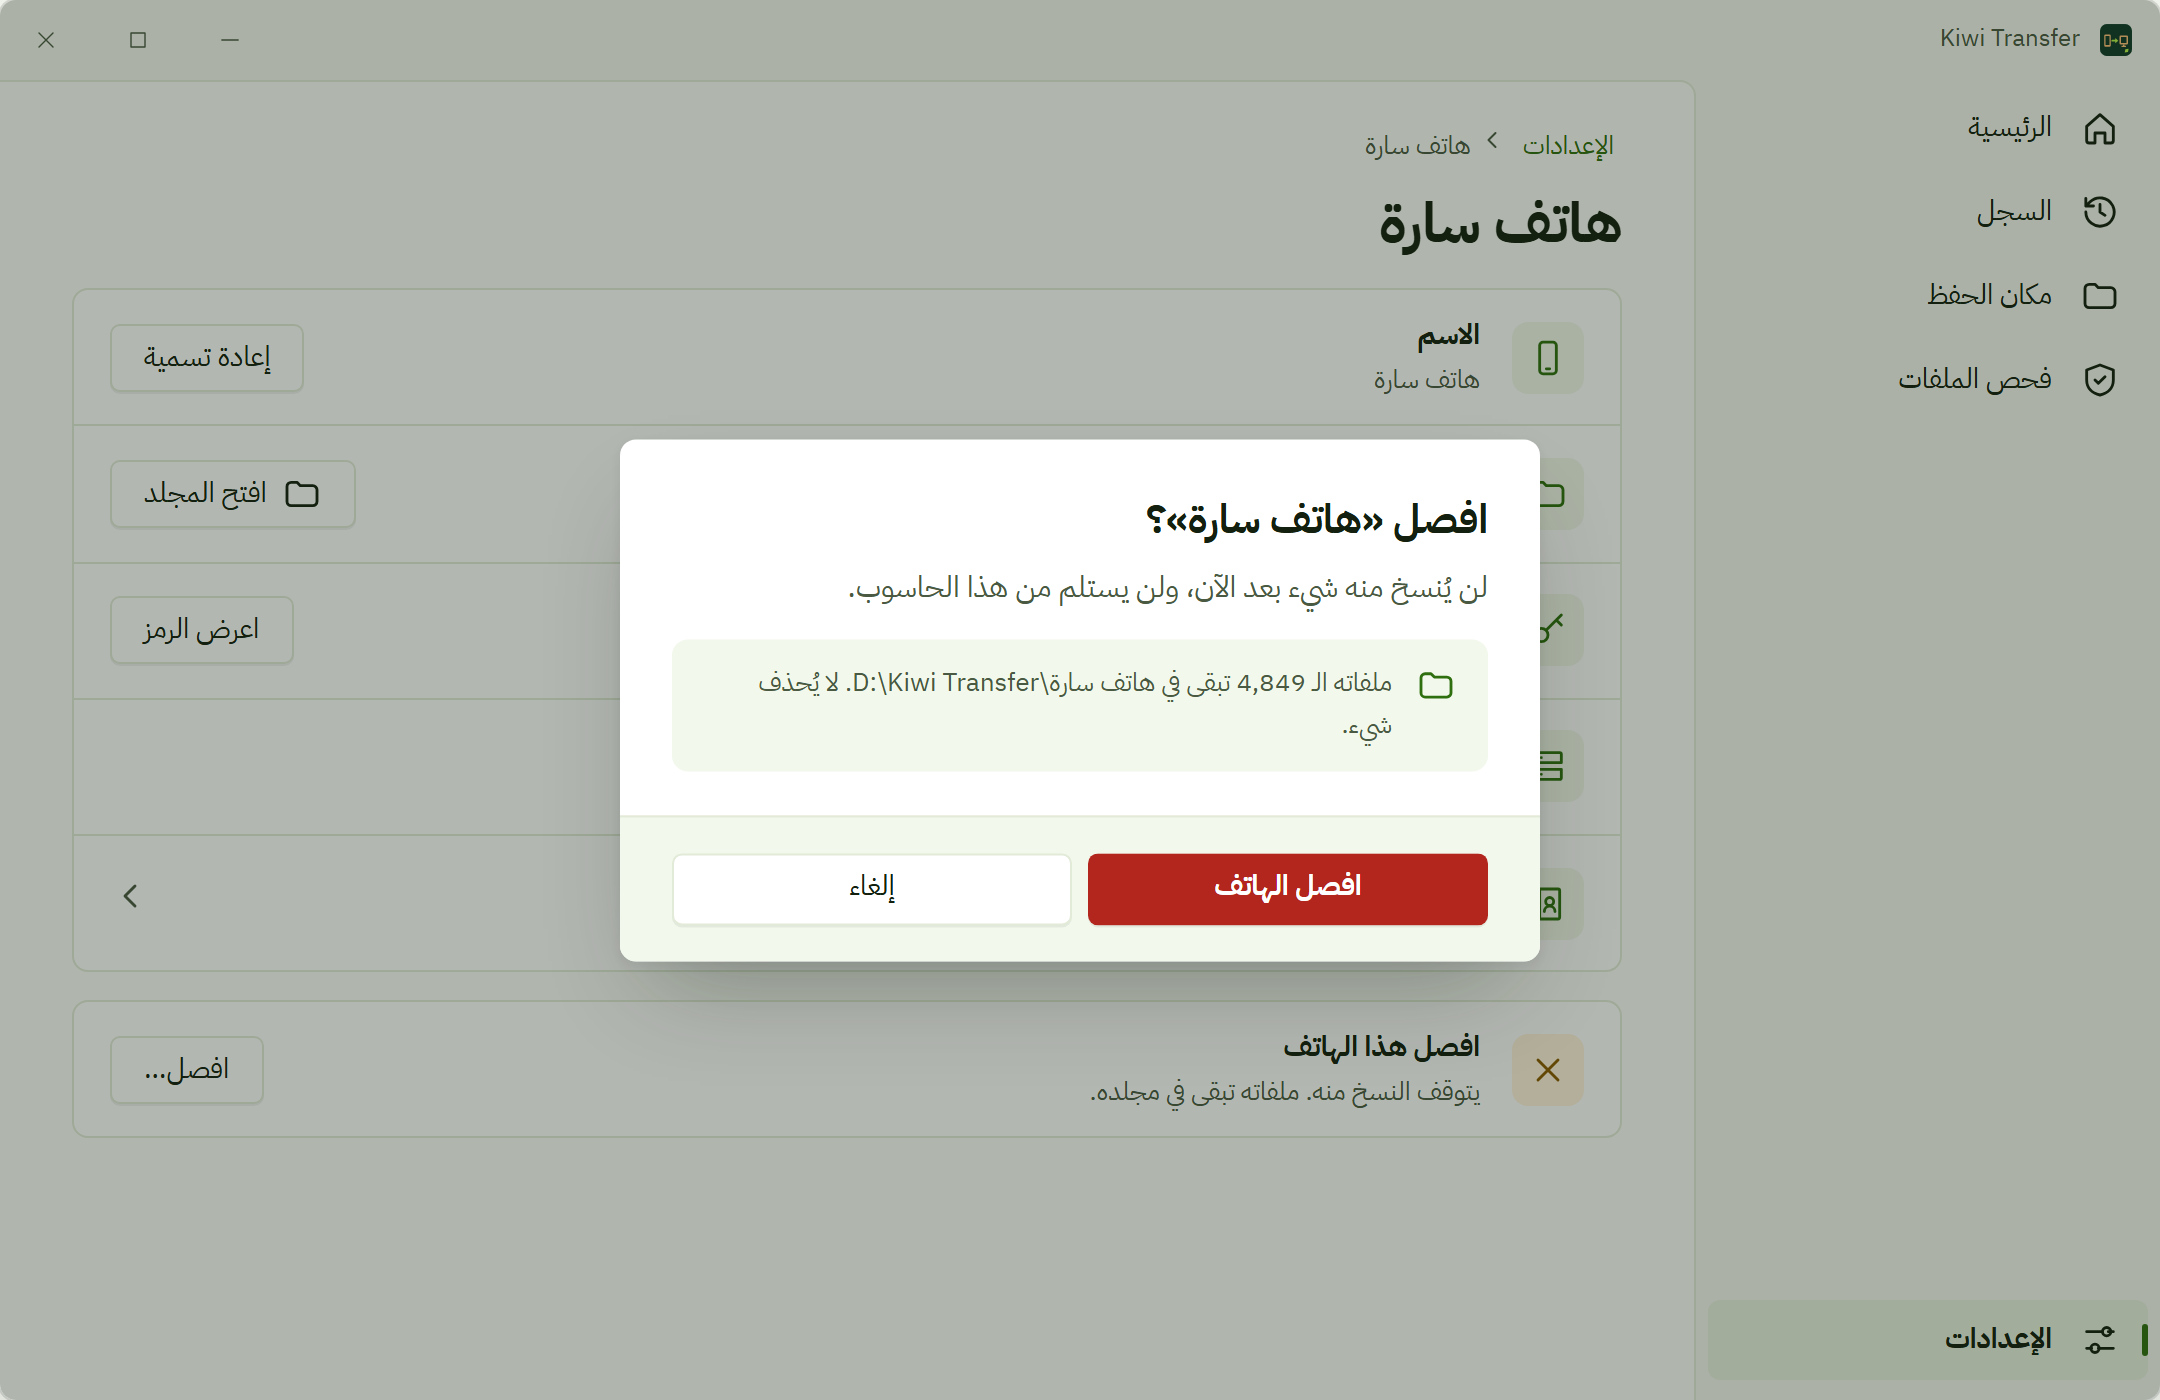 Kiwi Transfer
الرئيسية
السجل
مكان الحفظ
فحص الملفات
الإعدادات
الإعدادات > هاتف سارة
هاتف سارة
الاسم
هاتف سارة
إعادة تسمية
افتح المجلد
اعرض الرمز
افصل «هاتف سارة»؟
لن يُنسخ منه شيء بعد الآن، ولن يستلم من هذا الحاسوب.
ملفاته الـ 4,849 تبقى في D:\Kiwi Transfer\هاتف سارة. لا يُحذف
شيء.
افصل الهاتف
إلغاء
افصل هذا الهاتف
يتوقف النسخ منه. ملفاته تبقى في مجلده.
افصل...